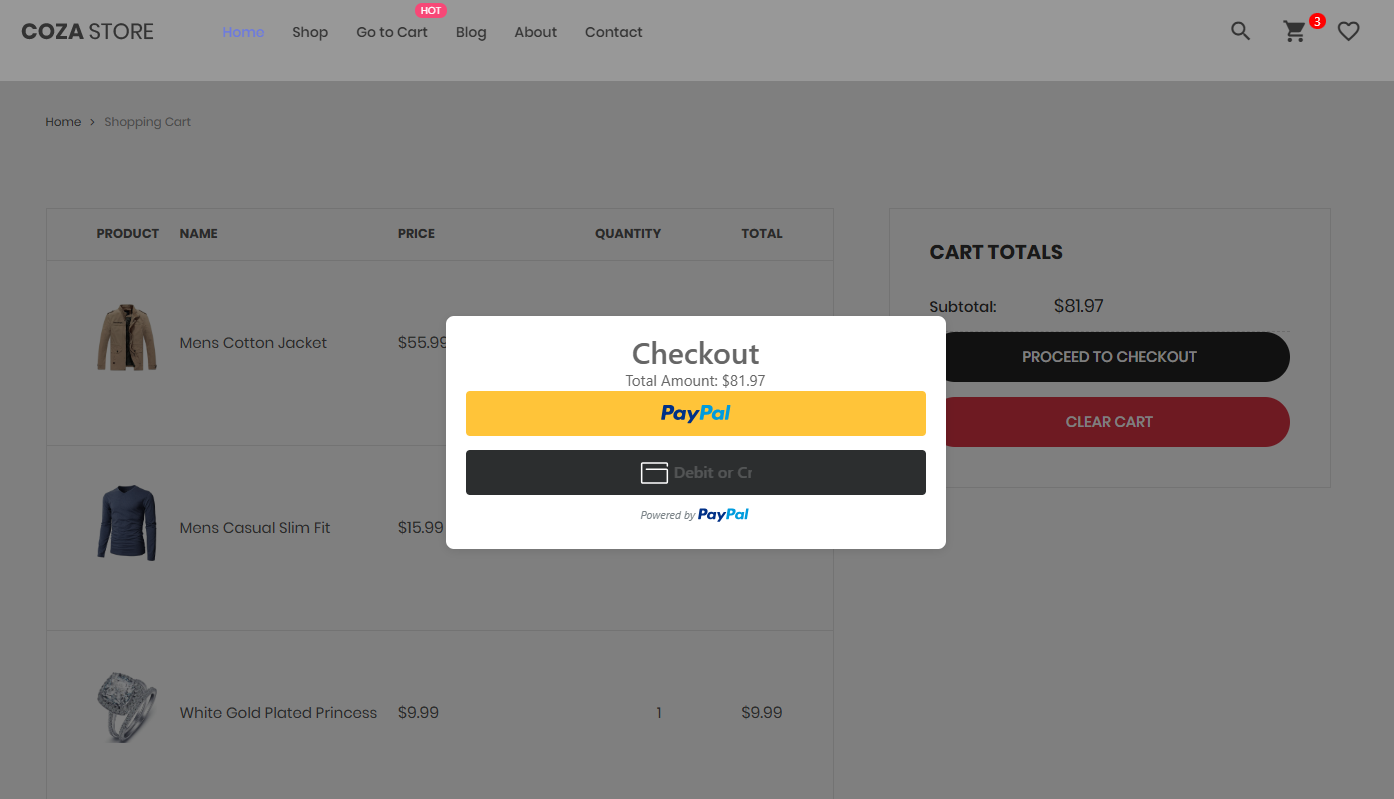 HOT
COZA STORE Home Shop Go to Cart Blog About Contact 3
Home > Shopping Cart
PRODUCT NAME PRICE QUANTITY TOTAL
Mens Cotton Jacket $55.99
Mens Casual Slim Fit $15.99
White Gold Plated Princess $9.99 1 $9.99
CART TOTALS
Subtotal: $81.97
PROCEED TO CHECKOUT
CLEAR CART
Checkout
Total Amount: $81.97
PayPal
Debit or Cr
Powered by PayPal